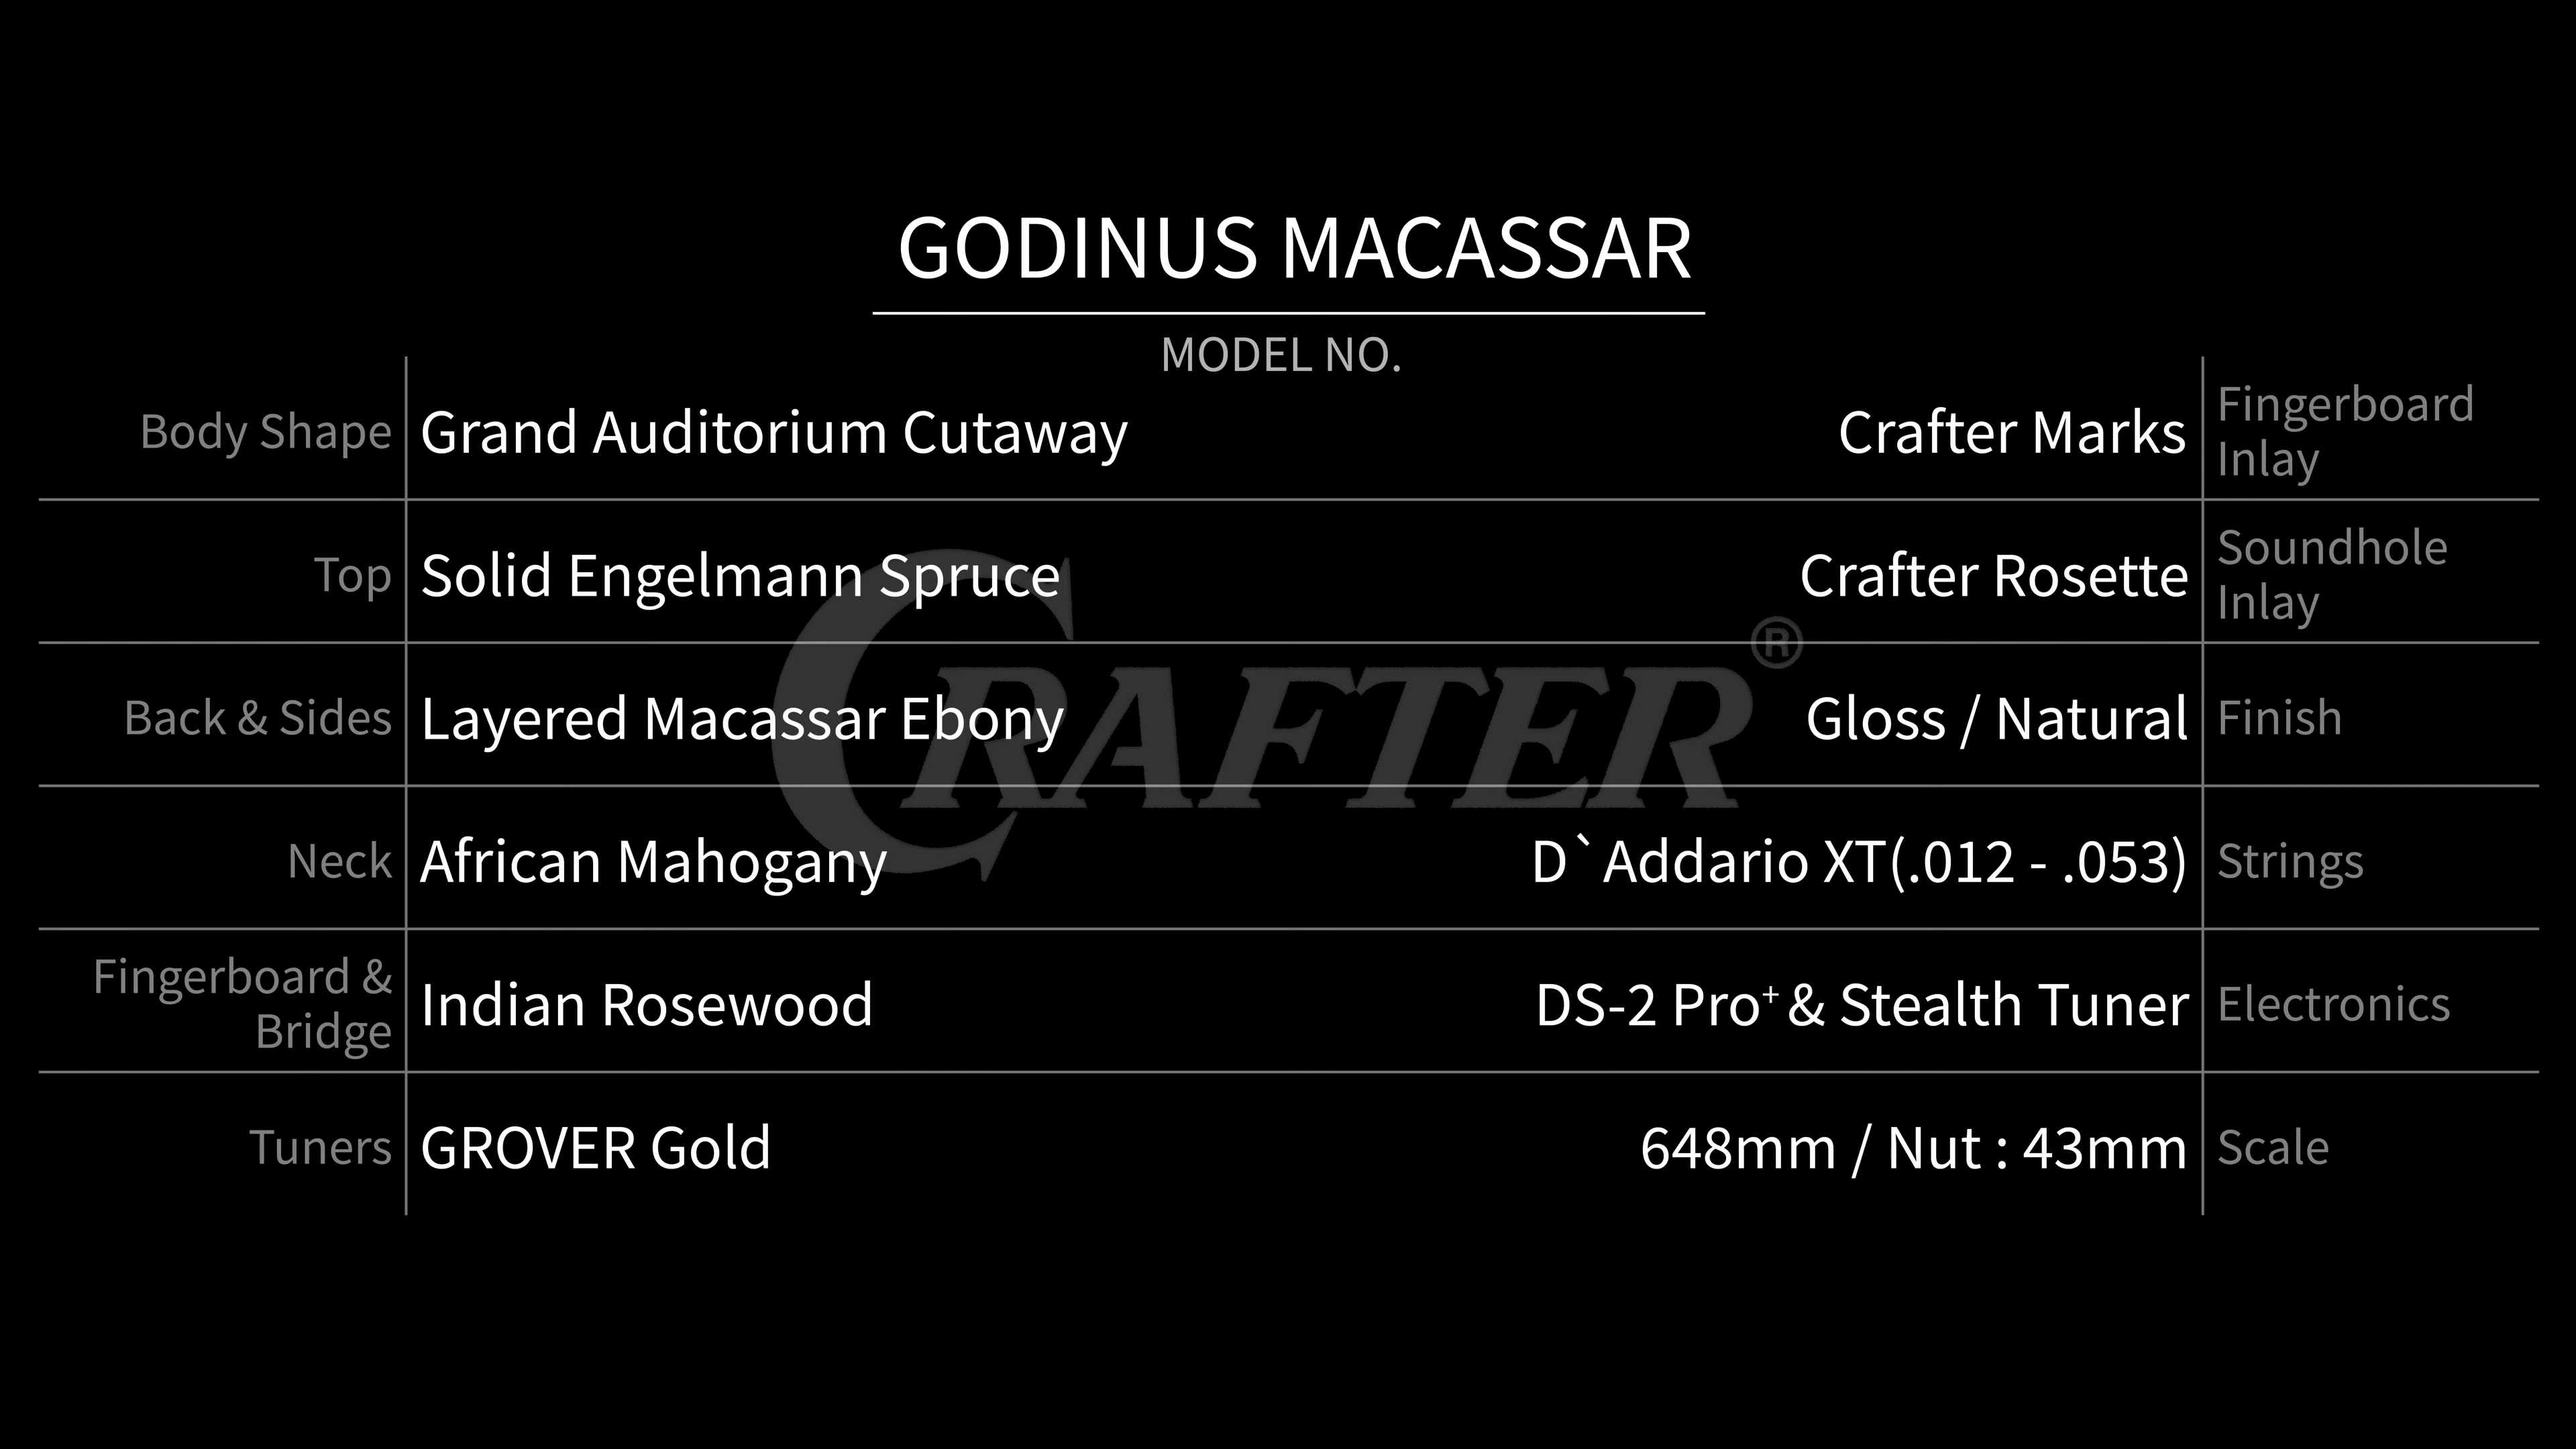 GODINUS MACASSAR
MODEL NO.
Body Shape Grand Auditorium Cutaway Crafter Marks Fingerboard
Inlay
Top Solid Engelmann Spruce Crafter Rosette Soundhole
Inlay
CRAFTER®
Back & Sides Layered Macassar Ebony Gloss / Natural Finish
Neck African Mahogany D`Addario XT(.012 - .053) Strings
Fingerboard &
Bridge Indian Rosewood DS-2 Pro⁺ & Stealth Tuner Electronics
Tuners GROVER Gold 648mm / Nut : 43mm Scale